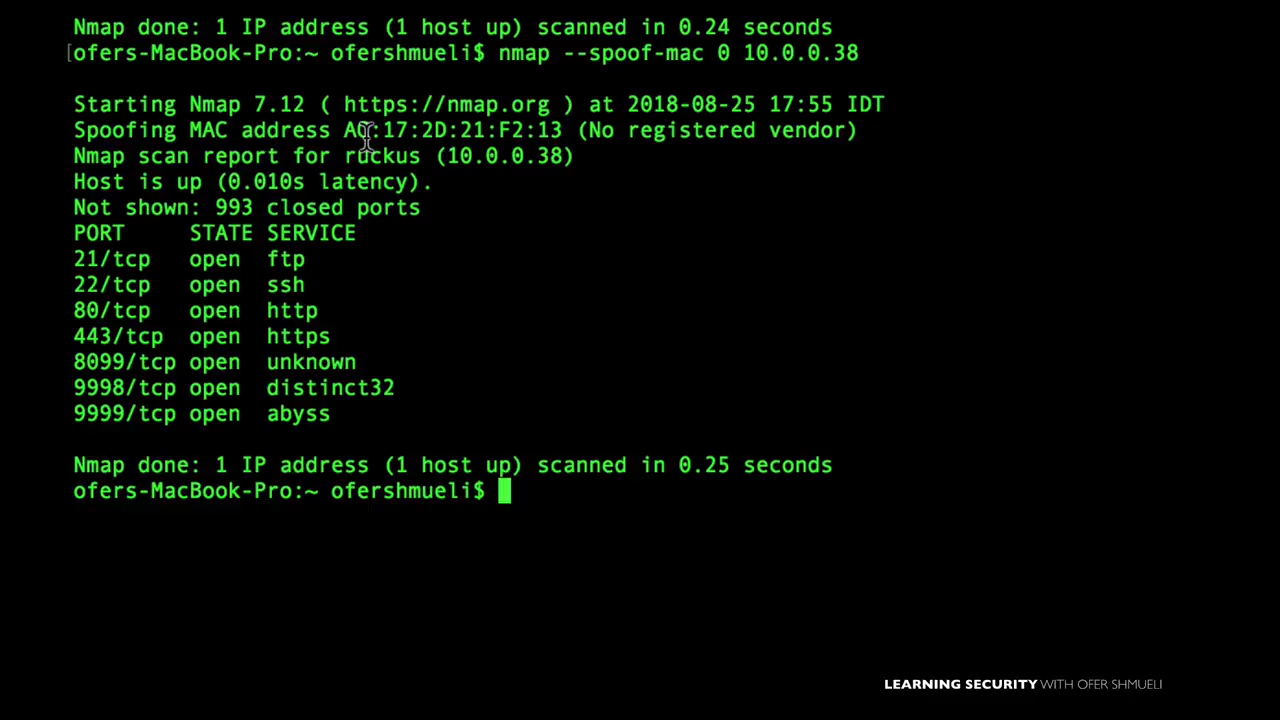 Nmap done: 1 IP address (1 host up) scanned in 0.24 seconds
[ofers-MacBook-Pro:~ ofershmueli$ nmap --spoof-mac 0 10.0.0.38
Starting Nmap 7.12 ( https://nmap.org ) at 2018-08-25 17:55 IDT
Spoofing MAC address A0:17:2D:21:F2:13 (No registered vendor)
Nmap scan report for ruckus (10.0.0.38)
Host is up (0.010s latency).
Not shown: 993 closed ports
PORT STATE SERVICE
21/tcp open ftp
22/tcp open ssh
80/tcp open http
443/tcp open https
8099/tcp open unknown
9998/tcp open distinct32
9999/tcp open abyss
Nmap done: 1 IP address (1 host up) scanned in 0.25 seconds
ofers-MacBook-Pro:~ ofershmueli$
LEARNING SECURITY WITH OFER SHMUELI